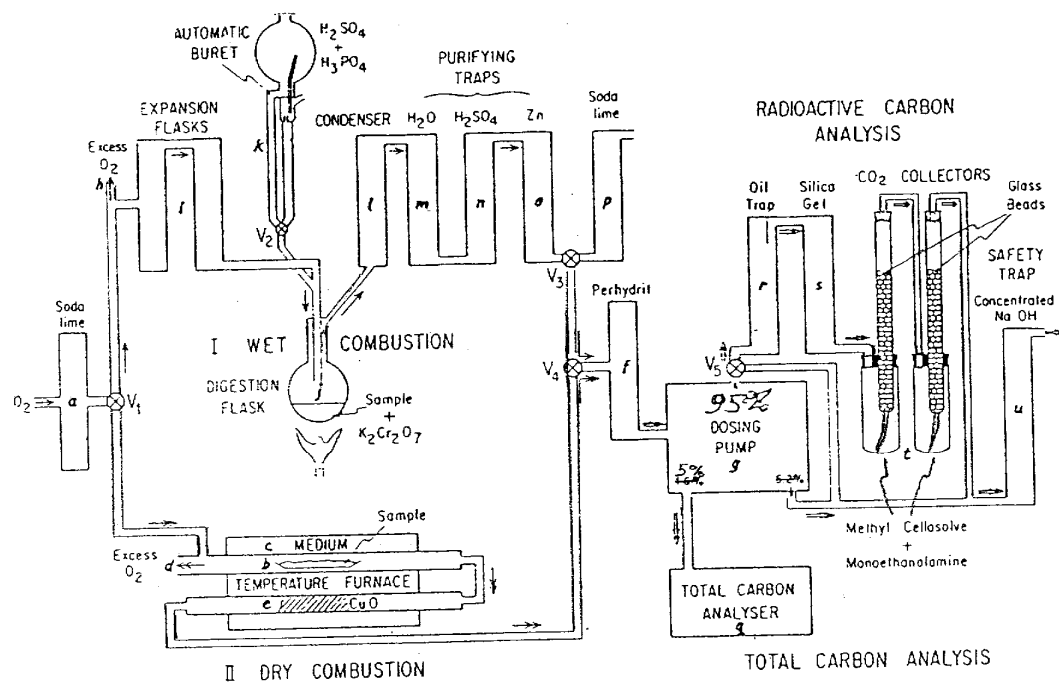 AUTOMATIC
BURET
H2SO4
+
H3PO4
PURIFYING
TRAPS
EXPANSION
FLASKS
CONDENSER
H2O
H2SO4
Zn
Soda
lime
RADIOACTIVE CARBON
ANALYSIS
Excess
O2
h
k
l
m
n
o
p
V2
V3
Oil
Trap
Silica
Gel
CO2 COLLECTORS
Glass
Beads
SAFETY
TRAP
Concentrated
Na OH
r
s
Perhydrit
f
V4
V5
Soda
lime
O2
a
V1
I WET COMBUSTION
DIGESTION
FLASK
Sample
+
K2Cr2O7
95%
DOSING
PUMP
g
5%
t
u
Methyl Cellosolve
+
Monoethanolamine
Sample
c MEDIUM
Excess
O2
d
b
TEMPERATURE FURNACE
e
CuO
TOTAL CARBON
ANALYSER
q
II DRY COMBUSTION
TOTAL CARBON ANALYSIS